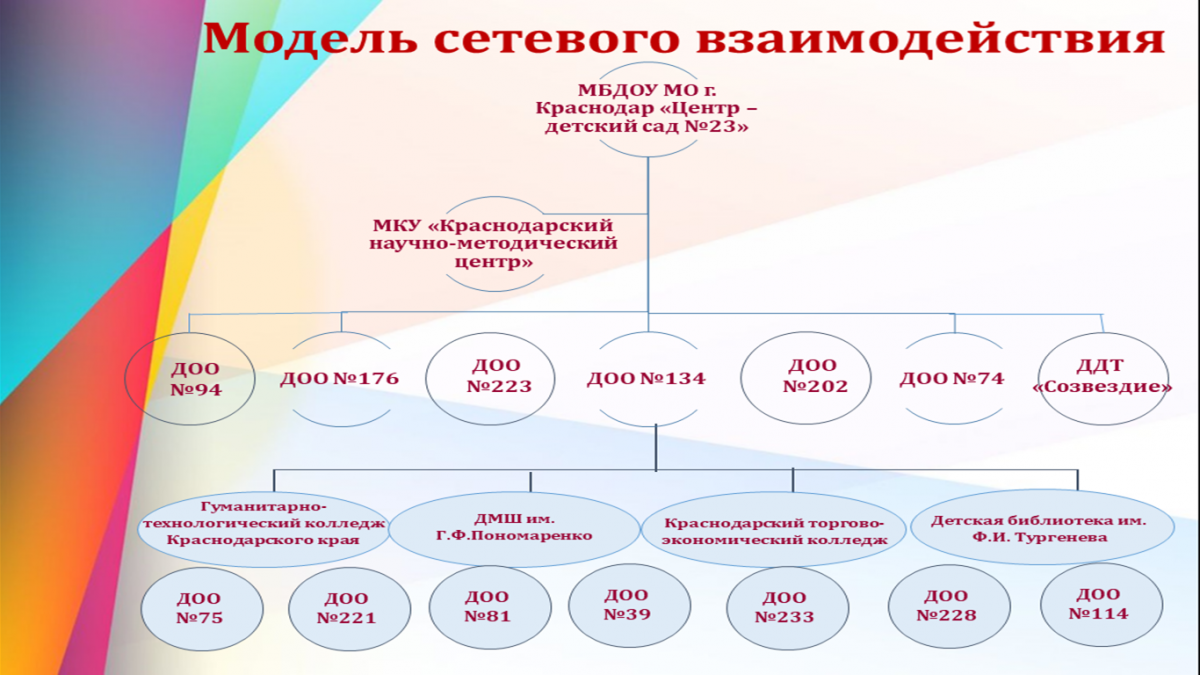 Модель сетевого взаимодействия
МБДОУ МО г.
Краснодар «Центр –
детский сад №23»
МКУ «Краснодарский
научно-методический
центр»
ДОО
№94
ДОО №176
ДОО
№223
ДОО №134
ДОО
№202
ДОО №74
ДДТ
«Созвездие»
Гуманитарно-
технологический колледж
Краснодарского края
ДМШ им.
Г.Ф.Пономаренко
Краснодарский торгово-
экономический колледж
Детская библиотека им.
Ф.И. Тургенева
ДОО
№75
ДОО
№221
ДОО
№81
ДОО
№39
ДОО
№233
ДОО
№228
ДОО
№114